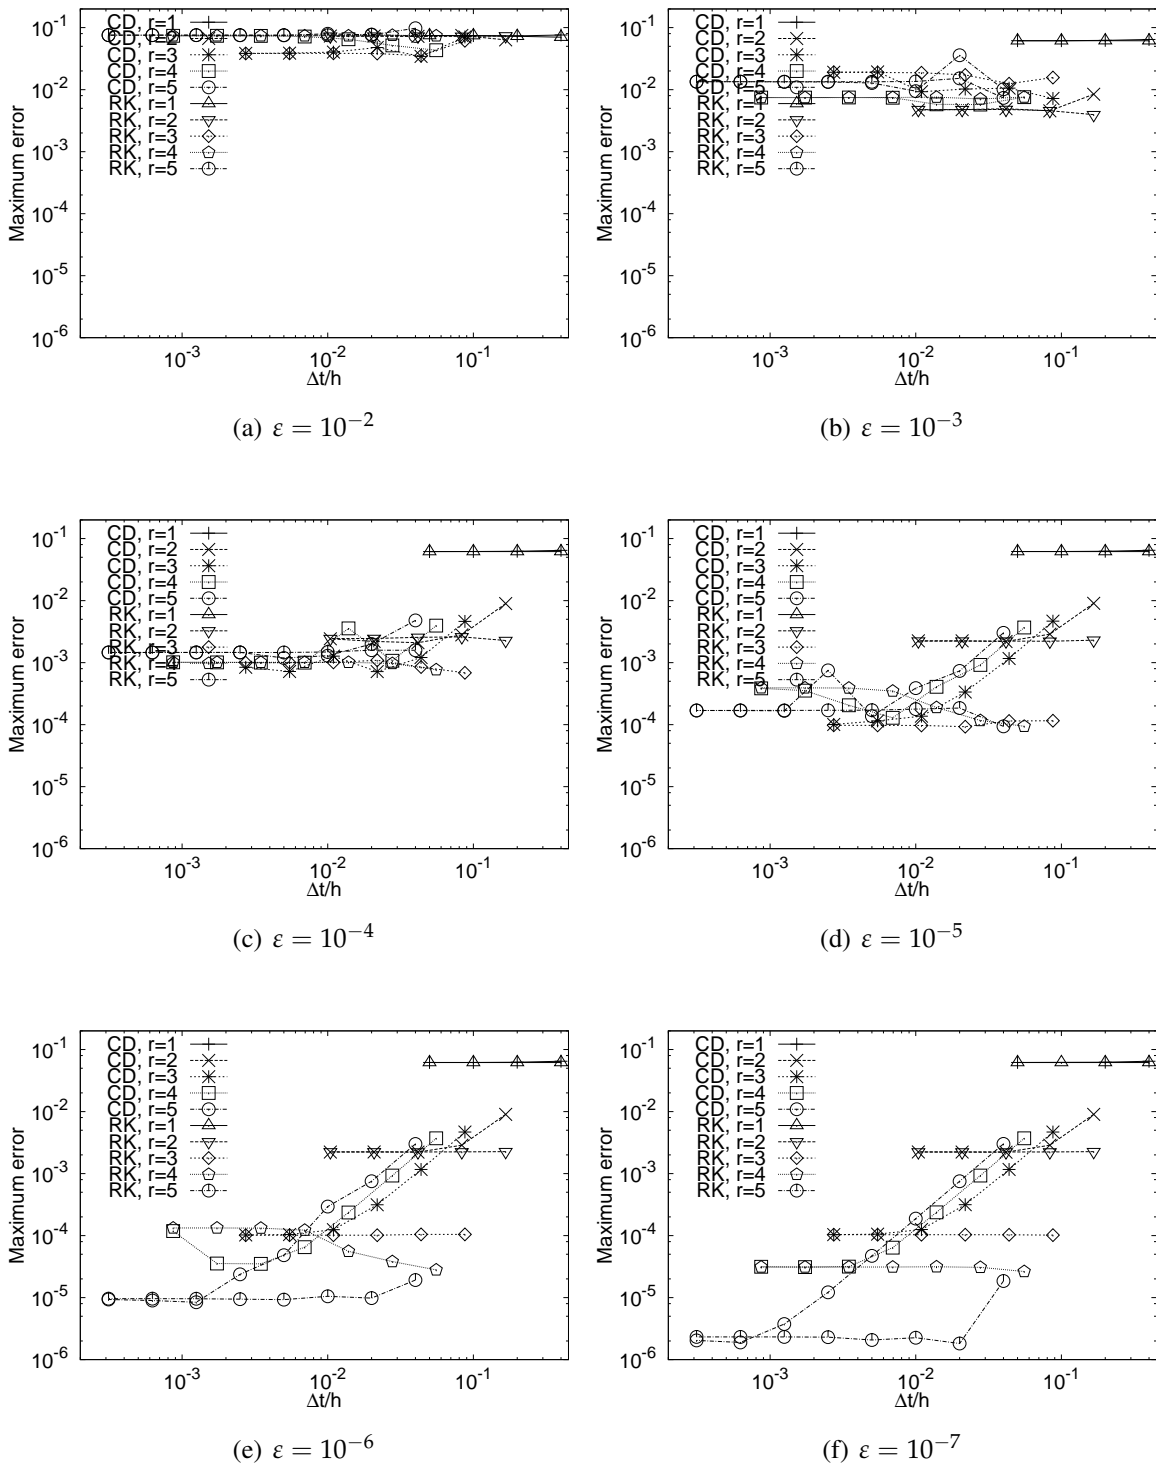 10^-1
10^-2
10^-3
10^-4
10^-5
10^-6
Maximum error
CD, r=1
CD, r=2
CD, r=3
CD, r=4
CD, r=5
RK, r=1
RK, r=2
RK, r=3
RK, r=4
RK, r=5
10^-3
10^-2
10^-1
Δt/h
(a) ε = 10^-2
10^-1
10^-2
10^-3
10^-4
10^-5
10^-6
Maximum error
CD, r=1
CD, r=2
CD, r=3
CD, r=4
CD, r=5
RK, r=1
RK, r=2
RK, r=3
RK, r=4
RK, r=5
10^-3
10^-2
10^-1
Δt/h
(b) ε = 10^-3
10^-1
10^-2
10^-3
10^-4
10^-5
10^-6
Maximum error
CD, r=1
CD, r=2
CD, r=3
CD, r=4
CD, r=5
RK, r=1
RK, r=2
RK, r=3
RK, r=4
RK, r=5
10^-3
10^-2
10^-1
Δt/h
(c) ε = 10^-4
10^-1
10^-2
10^-3
10^-4
10^-5
10^-6
Maximum error
CD, r=1
CD, r=2
CD, r=3
CD, r=4
CD, r=5
RK, r=1
RK, r=2
RK, r=3
RK, r=4
RK, r=5
10^-3
10^-2
10^-1
Δt/h
(d) ε = 10^-5
10^-1
10^-2
10^-3
10^-4
10^-5
10^-6
Maximum error
CD, r=1
CD, r=2
CD, r=3
CD, r=4
CD, r=5
RK, r=1
RK, r=2
RK, r=3
RK, r=4
RK, r=5
10^-3
10^-2
10^-1
Δt/h
(e) ε = 10^-6
10^-1
10^-2
10^-3
10^-4
10^-5
10^-6
Maximum error
CD, r=1
CD, r=2
CD, r=3
CD, r=4
CD, r=5
RK, r=1
RK, r=2
RK, r=3
RK, r=4
RK, r=5
10^-3
10^-2
10^-1
Δt/h
(f) ε = 10^-7